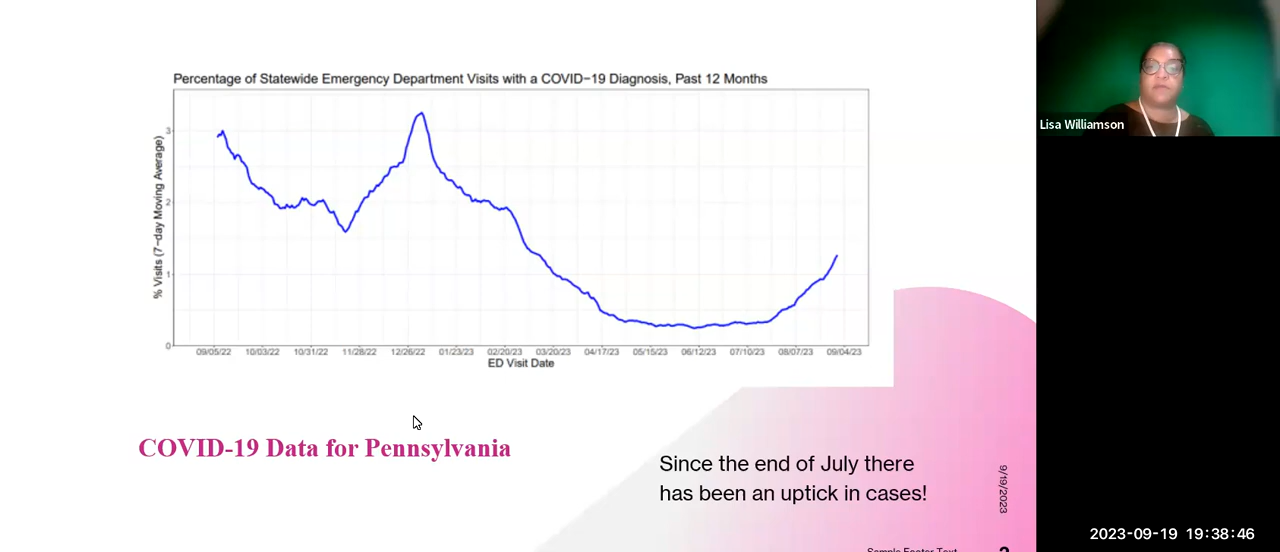 Percentage of Statewide Emergency Department Visits with a COVID−19 Diagnosis, Past 12 Months
% Visits (7−day Moving Average)
3
2
1
0
09/05/22 10/03/22 10/31/22 11/28/22 12/26/22 01/23/23 02/20/23 03/20/23 04/17/23 05/15/23 06/12/23 07/10/23 08/07/23 09/04/23
ED Visit Date
COVID-19 Data for Pennsylvania
Since the end of July there
has been an uptick in cases!
9/19/2023
Sample Footer Text
Lisa Williamson
2023-09-19 19:38:46